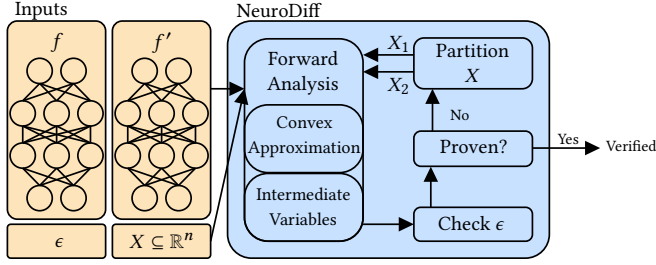 Inputs
NeuroDiff
f
f′
Forward
Analysis
X₁
X₂
Partition
X
Convex
Approximation
No
Proven?
Yes
Verified
Intermediate
Variables
Check ϵ
ϵ
X ⊆ ℝⁿ